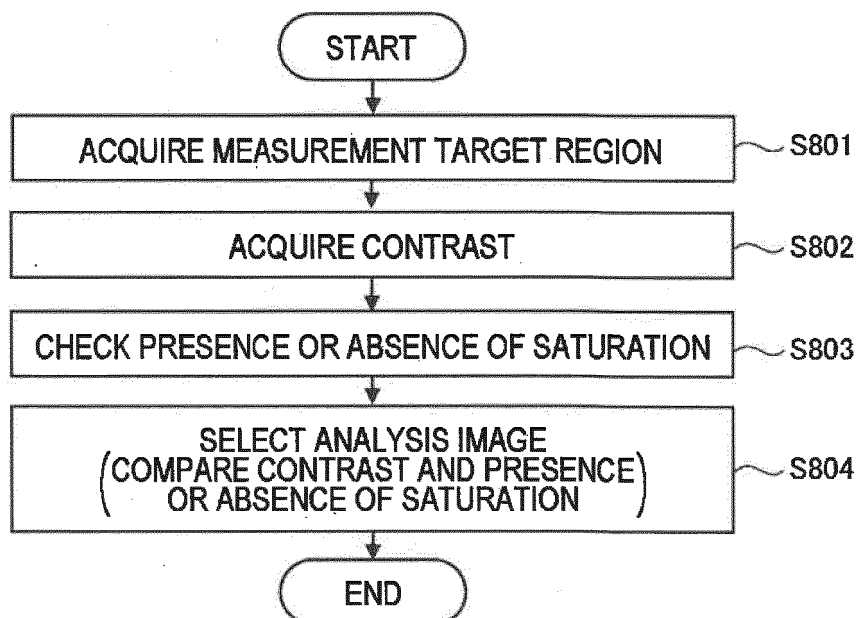 START
ACQUIRE MEASUREMENT TARGET REGION
S801
ACQUIRE CONTRAST
S802
CHECK PRESENCE OR ABSENCE OF SATURATION
S803
SELECT ANALYSIS IMAGE
(COMPARE CONTRAST AND PRESENCE
OR ABSENCE OF SATURATION)
S804
END